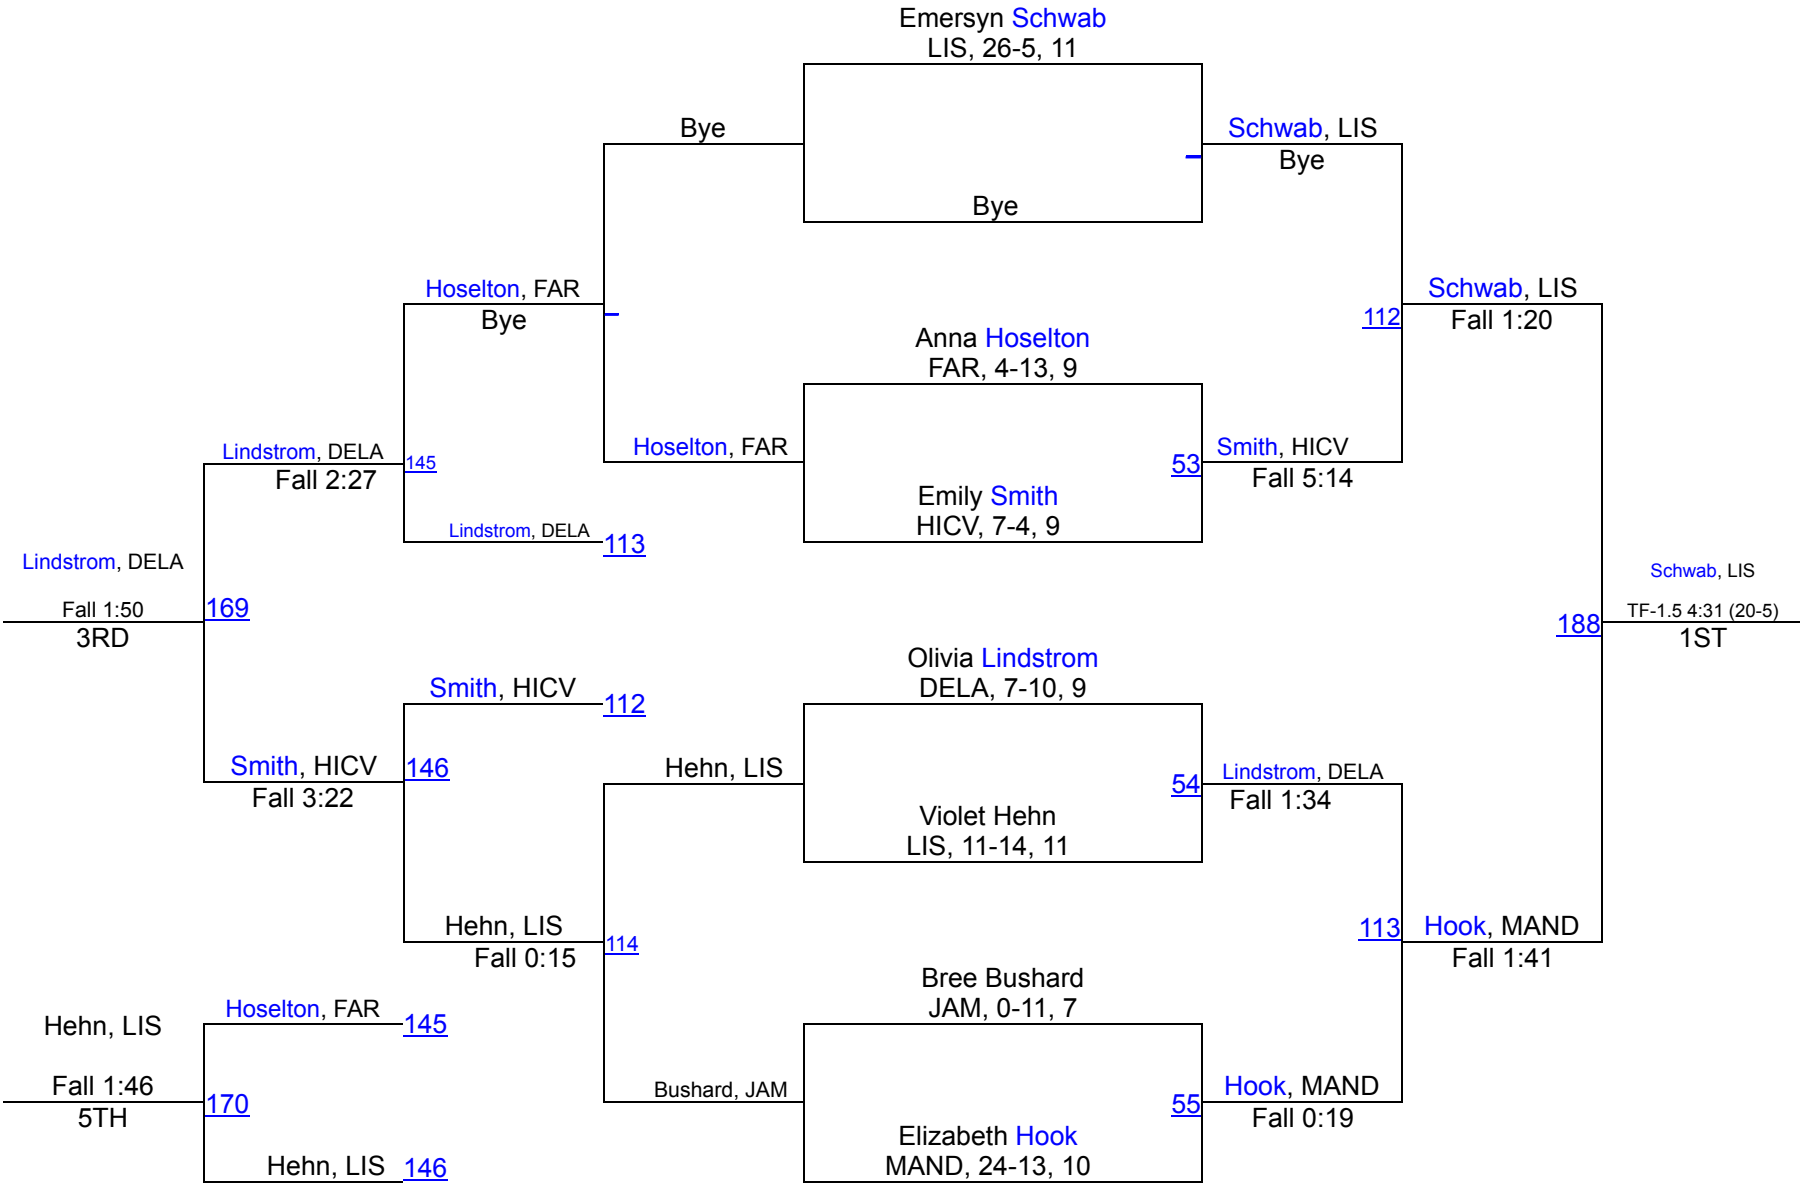 Emersyn Schwab
LIS, 26-5, 11
Bye
Schwab, LIS
Bye
Bye
Hoselton, FAR
Bye
Schwab, LIS
112
Fall 1:20
Anna Hoselton
FAR, 4-13, 9
Hoselton, FAR
53
Smith, HICV
Fall 5:14
Lindstrom, DELA
145
Fall 2:27
Emily Smith
HICV, 7-4, 9
Lindstrom, DELA
113
Lindstrom, DELA
Fall 1:50
169
3RD
Schwab, LIS
TF-1.5 4:31 (20-5)
188
1ST
Olivia Lindstrom
DELA, 7-10, 9
Smith, HICV
112
Smith, HICV
146
Fall 3:22
Hehn, LIS
54
Lindstrom, DELA
Fall 1:34
Violet Hehn
LIS, 11-14, 11
Hehn, LIS
114
Fall 0:15
113
Hook, MAND
Fall 1:41
Bree Bushard
JAM, 0-11, 7
Hoselton, FAR
145
Hehn, LIS
Fall 1:46
170
5TH
Bushard, JAM
55
Hook, MAND
Fall 0:19
Elizabeth Hook
MAND, 24-13, 10
Hehn, LIS
146